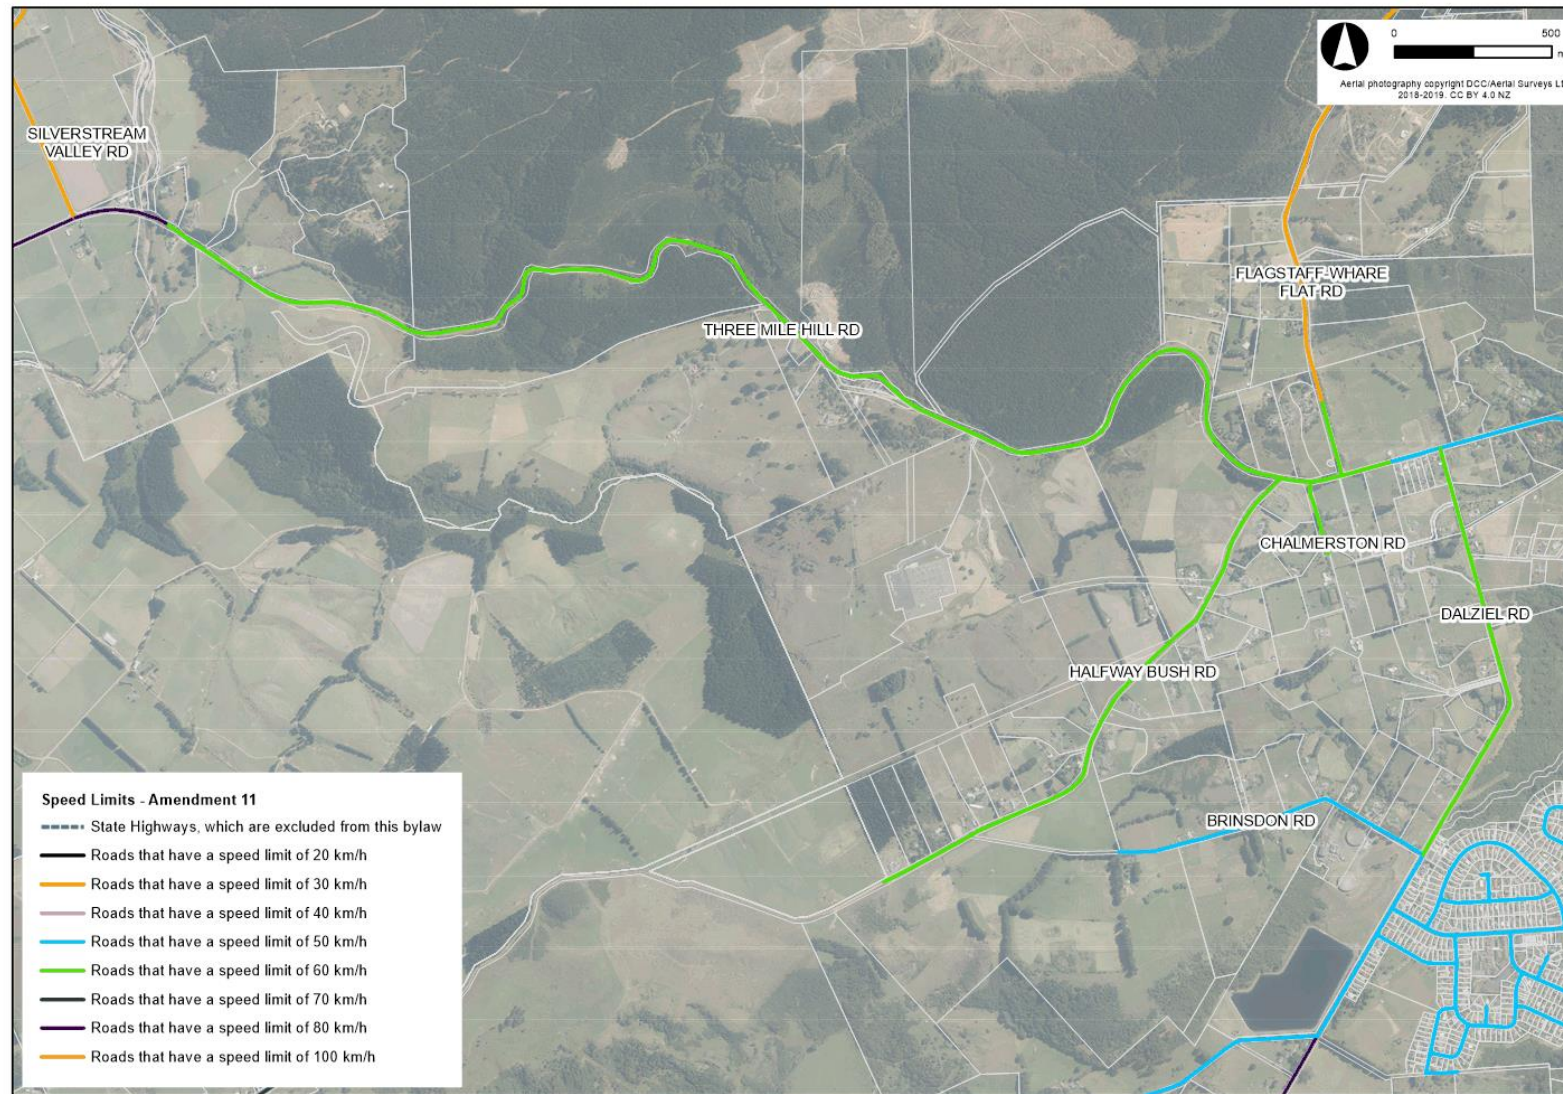 0 500
Aerial photography copyright DCC/Aerial Surveys
2018-2019. CC BY 4.0 NZ
SILVERSTREAM
VALLEY RD
FLAGSTAFF-WHARE
FLAT RD
THREE MILE HILL RD
CHALMERSTON RD
DALZIEL RD
HALFWAY BUSH RD
BRINSDON RD
Speed Limits - Amendment 11
State Highways, which are excluded from this bylaw
Roads that have a speed limit of 20 km/h
Roads that have a speed limit of 30 km/h
Roads that have a speed limit of 40 km/h
Roads that have a speed limit of 50 km/h
Roads that have a speed limit of 60 km/h
Roads that have a speed limit of 70 km/h
Roads that have a speed limit of 80 km/h
Roads that have a speed limit of 100 km/h